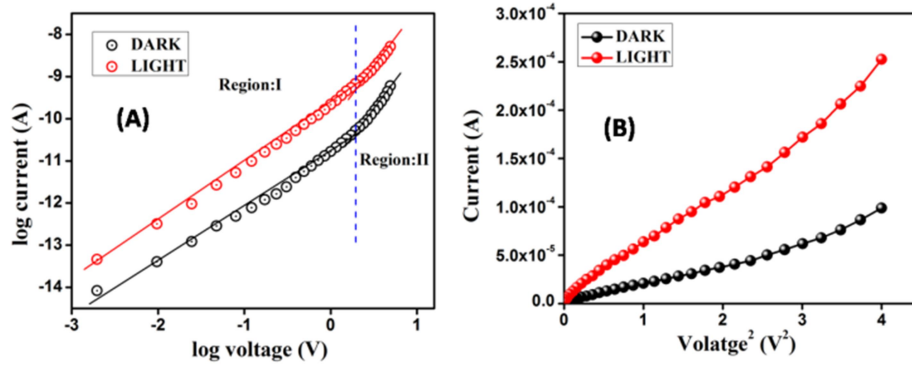 -8
-9
-10
-11
-12
-13
-14
log current (A)
DARK
LIGHT
Region:I
(A)
Region:II
-3 -2 -1 0 1
log voltage (V)
3.0x10⁻⁴
2.5x10⁻⁴
2.0x10⁻⁴
1.5x10⁻⁴
1.0x10⁻⁴
5.0x10⁻⁵
0.0
Current (A)
DARK
LIGHT
(B)
0 1 2 3 4
Volatge² (V²)